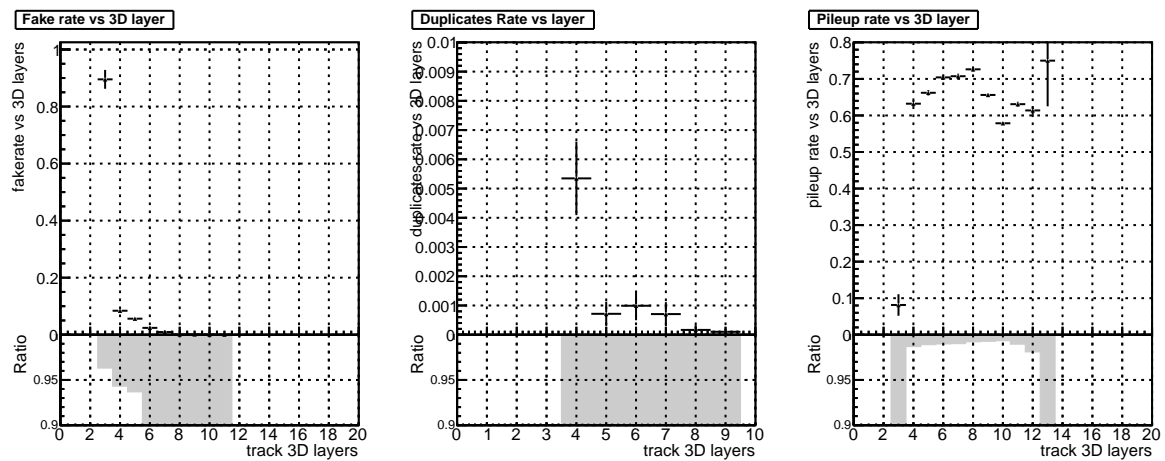 Fake rate vs 3D layer
fakerate vs 3D layers
1
0.8
0.6
0.4
0.2
0
Ratio
0.95
0.9
0 2 4 6 8 10 12 14 16 18 20
track 3D layers
Duplicates Rate vs layer
duplicates rate vs 3D layers
0.01
0.009
0.008
0.007
0.006
0.005
0.004
0.003
0.002
0.001
0
Ratio
0.95
0.9
0 1 2 3 4 5 6 7 8 9 10
track 3D layers
Pileup rate vs 3D layer
pileup rate vs 3D layers
0.8
0.7
0.6
0.5
0.4
0.3
0.2
0.1
0
Ratio
0.95
0.9
0 2 4 6 8 10 12 14 16 18 20
track 3D layers